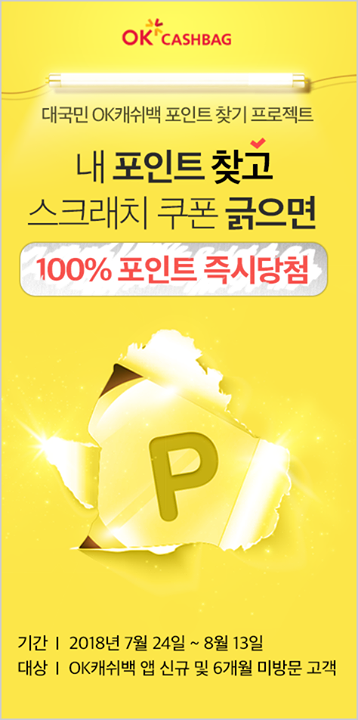 OK CASHBAG
대국민 OK캐쉬백 포인트 찾기 프로젝트
내 포인트 찾고
스크래치 쿠폰 긁으면
100% 포인트 즉시당첨
P
기간 | 2018년 7월 24일 ~ 8월 13일
대상 | OK캐쉬백 앱 신규 및 6개월 미방문 고객